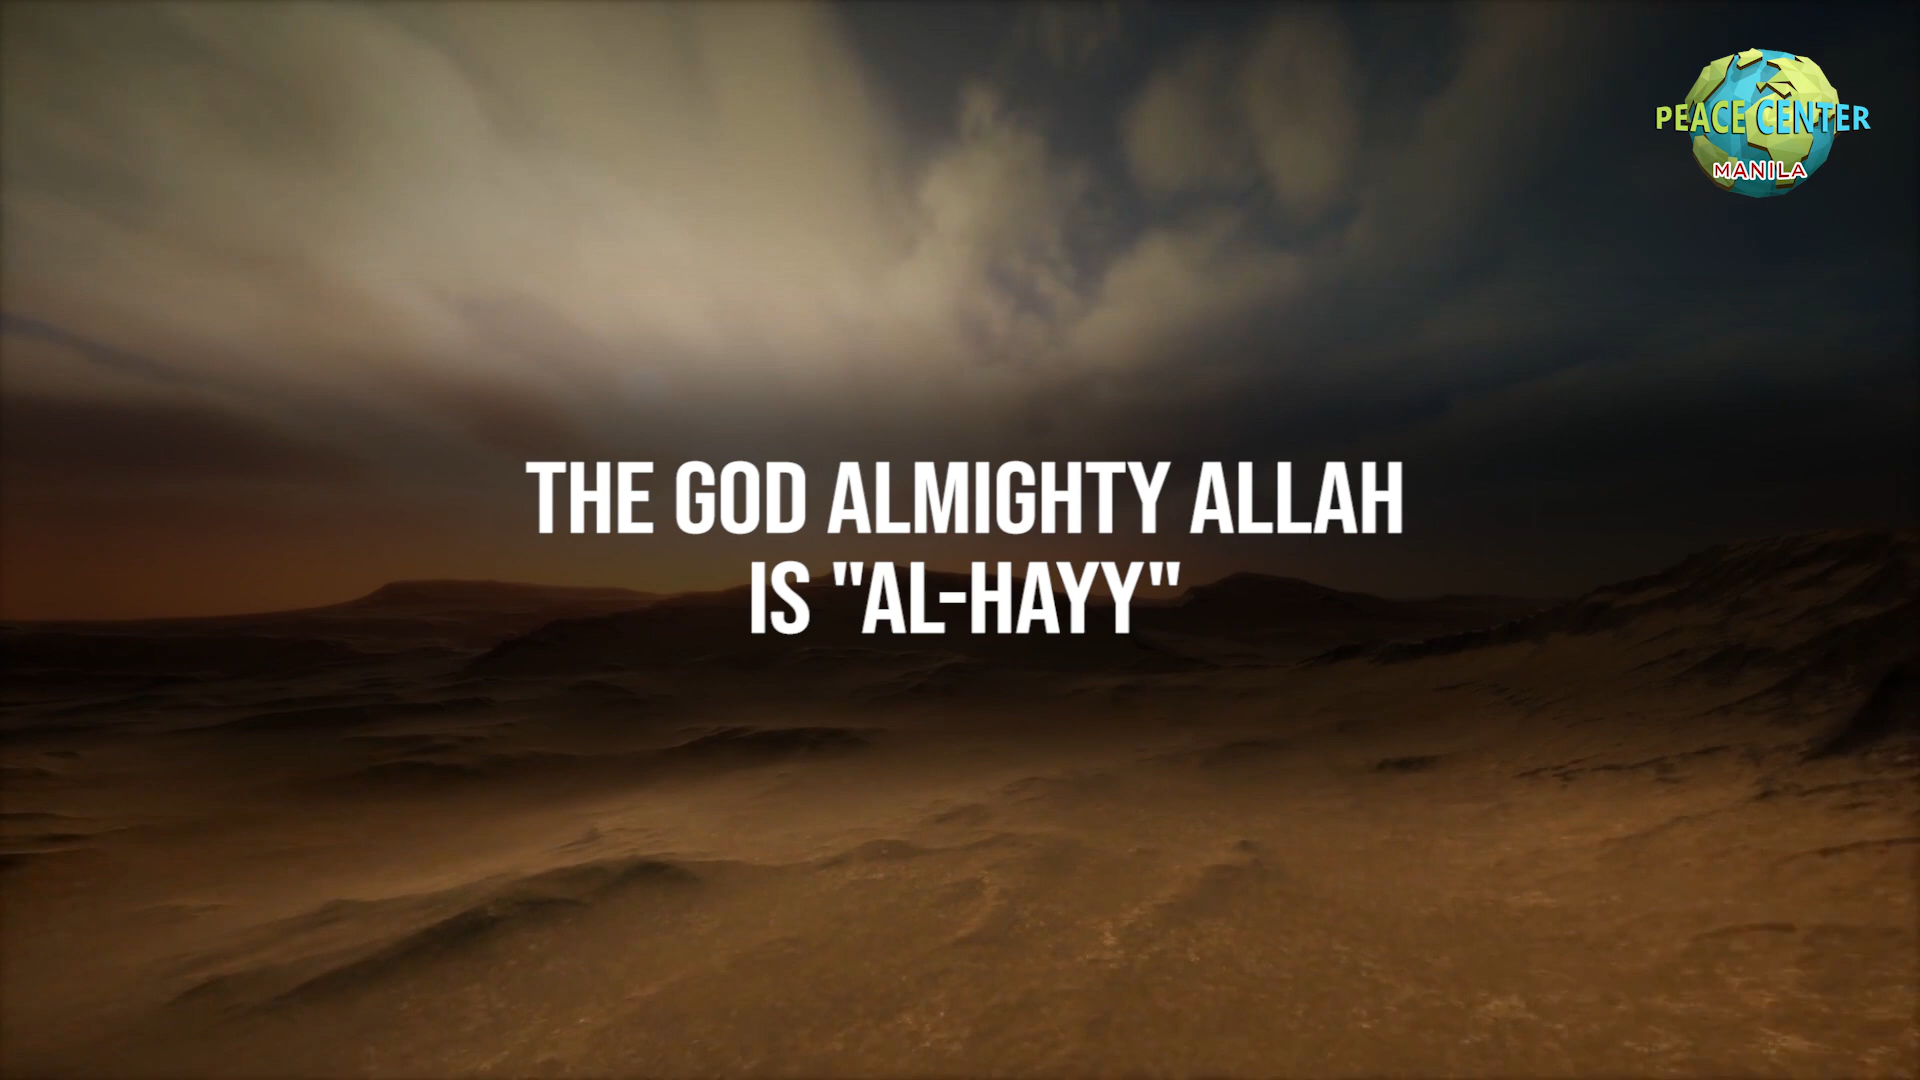 PEACE CENTER
MANILA
THE GOD ALMIGHTY ALLAH
IS "AL-HAYY"